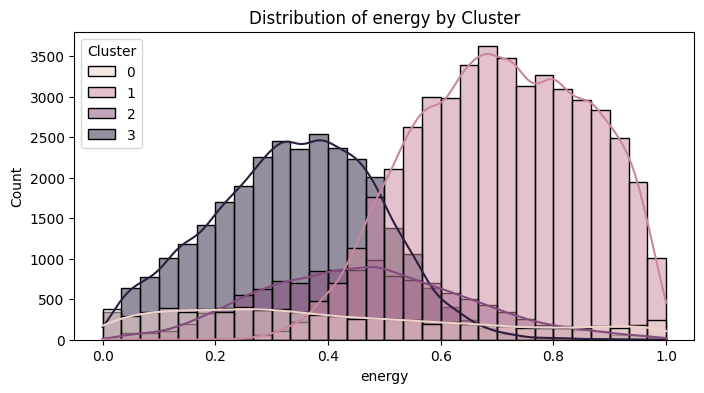 Distribution of energy by Cluster
Cluster
0
1
2
3
Count
3500
3000
2500
2000
1500
1000
500
0
0.0 0.2 0.4 0.6 0.8 1.0
energy